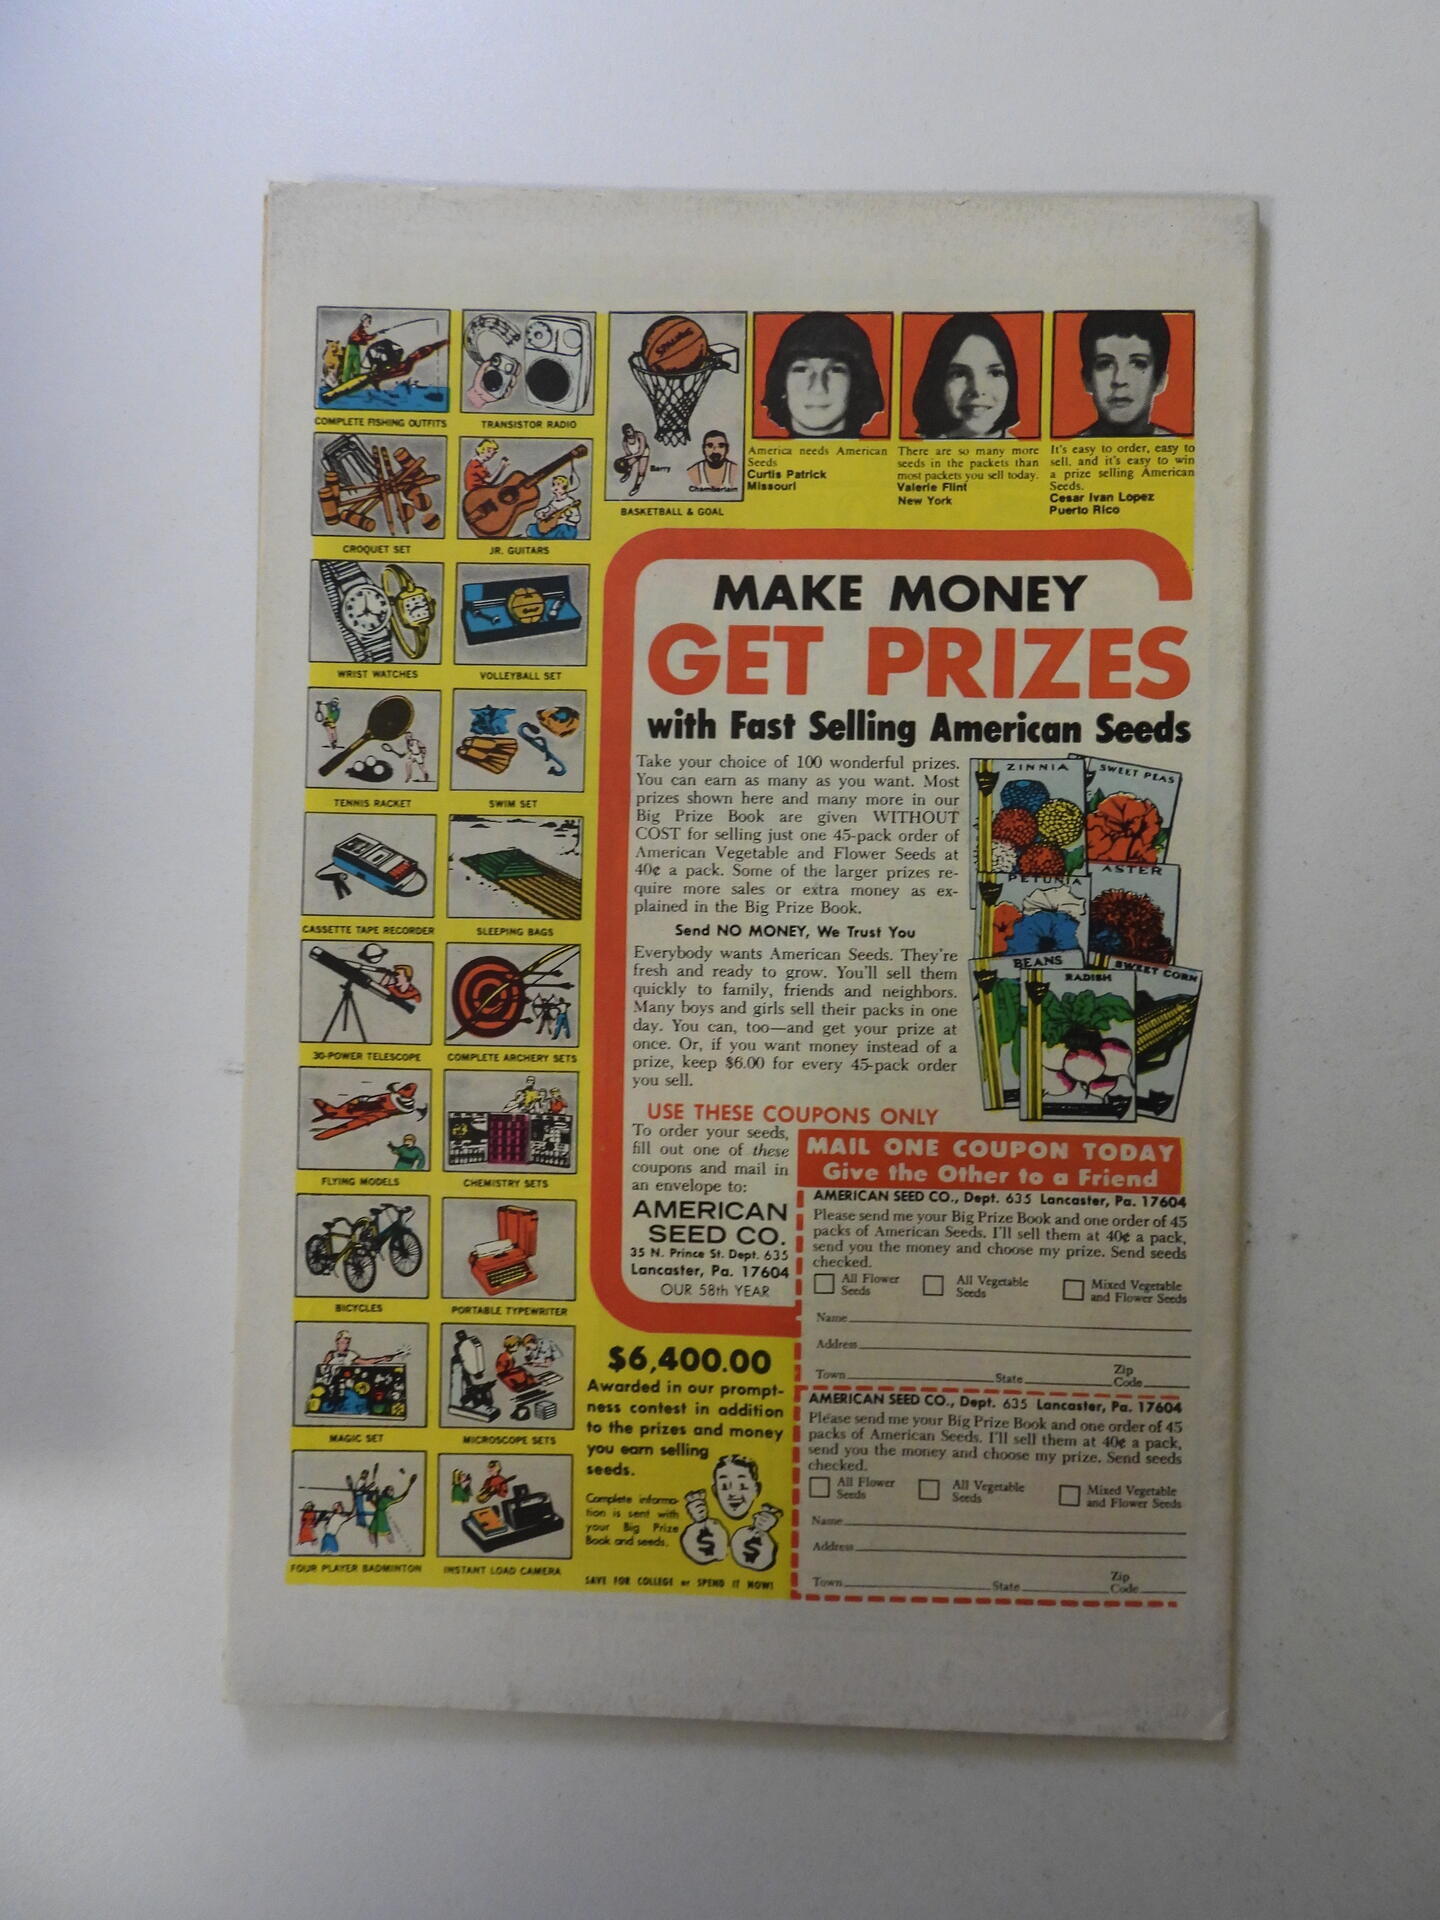 COMPLETE FISHING OUTFITS
TRANSISTOR RADIO
CROQUET SET
JR. GUITARS
WRIST WATCHES
VOLLEYBALL SET
TENNIS RACKET
SWIM SET
CASSETTE TAPE RECORDER
SLEEPING BAGS
30-POWER TELESCOPE
COMPLETE ARCHERY SETS
FLYING MODELS
CHEMISTRY SETS
BICYCLES
PORTABLE TYPEWRITER
MAGIC SET
MICROSCOPE SETS
FOUR PLAYER BADMINTON
INSTANT LOAD CAMERA
SPALDING
Barry
Chamberlain
BASKETBALL & GOAL
America needs American
Seeds
Curtis Patrick
Missouri
There are so many more
seeds in the packets than
most packets you sell today.
Valerie Flint
New York
It's easy to order, easy to
sell, and it's easy to win
a prize selling American
Seeds.
Cesar Ivan Lopez
Puerto Rico
MAKE MONEY
GET PRIZES
with Fast Selling American Seeds
Take your choice of 100 wonderful prizes.
You can earn as many as you want. Most
prizes shown here and many more in our
Big Prize Book are given WITHOUT
COST for selling just one 45-pack order of
American Vegetable and Flower Seeds at
40¢ a pack. Some of the larger prizes re-
quire more sales or extra money as ex-
plained in the Big Prize Book.
Send NO MONEY, We Trust You
Everybody wants American Seeds. They're
fresh and ready to grow. You'll sell them
quickly to family, friends and neighbors.
Many boys and girls sell their packs in one
day. You can, too—and get your prize at
once. Or, if you want money instead of a
prize, keep $6.00 for every 45-pack order
you sell.
ZINNIA
SWEET PEAS
PETUNIA
ASTER
BEANS
RADISH
SWEET CORN
USE THESE COUPONS ONLY
To order your seeds,
fill out one of these
coupons and mail in
an envelope to:
AMERICAN
SEED CO.
35 N. Prince St. Dept. 635
Lancaster, Pa. 17604
OUR 58th YEAR
MAIL ONE COUPON TODAY
Give the Other to a Friend
AMERICAN SEED CO., Dept. 635 Lancaster, Pa. 17604
Please send me your Big Prize Book and one order of 45
packs of American Seeds. I'll sell them at 40¢ a pack,
send you the money and choose my prize. Send seeds
checked.
All Flower Seeds
All Vegetable Seeds
Mixed Vegetable and Flower Seeds
Name
Address
Town State Zip Code
AMERICAN SEED CO., Dept. 635 Lancaster, Pa. 17604
Please send me your Big Prize Book and one order of 45
packs of American Seeds. I'll sell them at 40¢ a pack,
send you the money and choose my prize. Send seeds
checked.
All Flower Seeds
All Vegetable Seeds
Mixed Vegetable and Flower Seeds
Name
Address
Town State Zip Code
$6,400.00
Awarded in our prompt-
ness contest in addition
to the prizes and money
you earn selling
seeds.
Complete informa-
tion is sent with
your Big Prize
Book and seeds.
$ $
SAVE FOR COLLEGE or SPEND IT NOW!